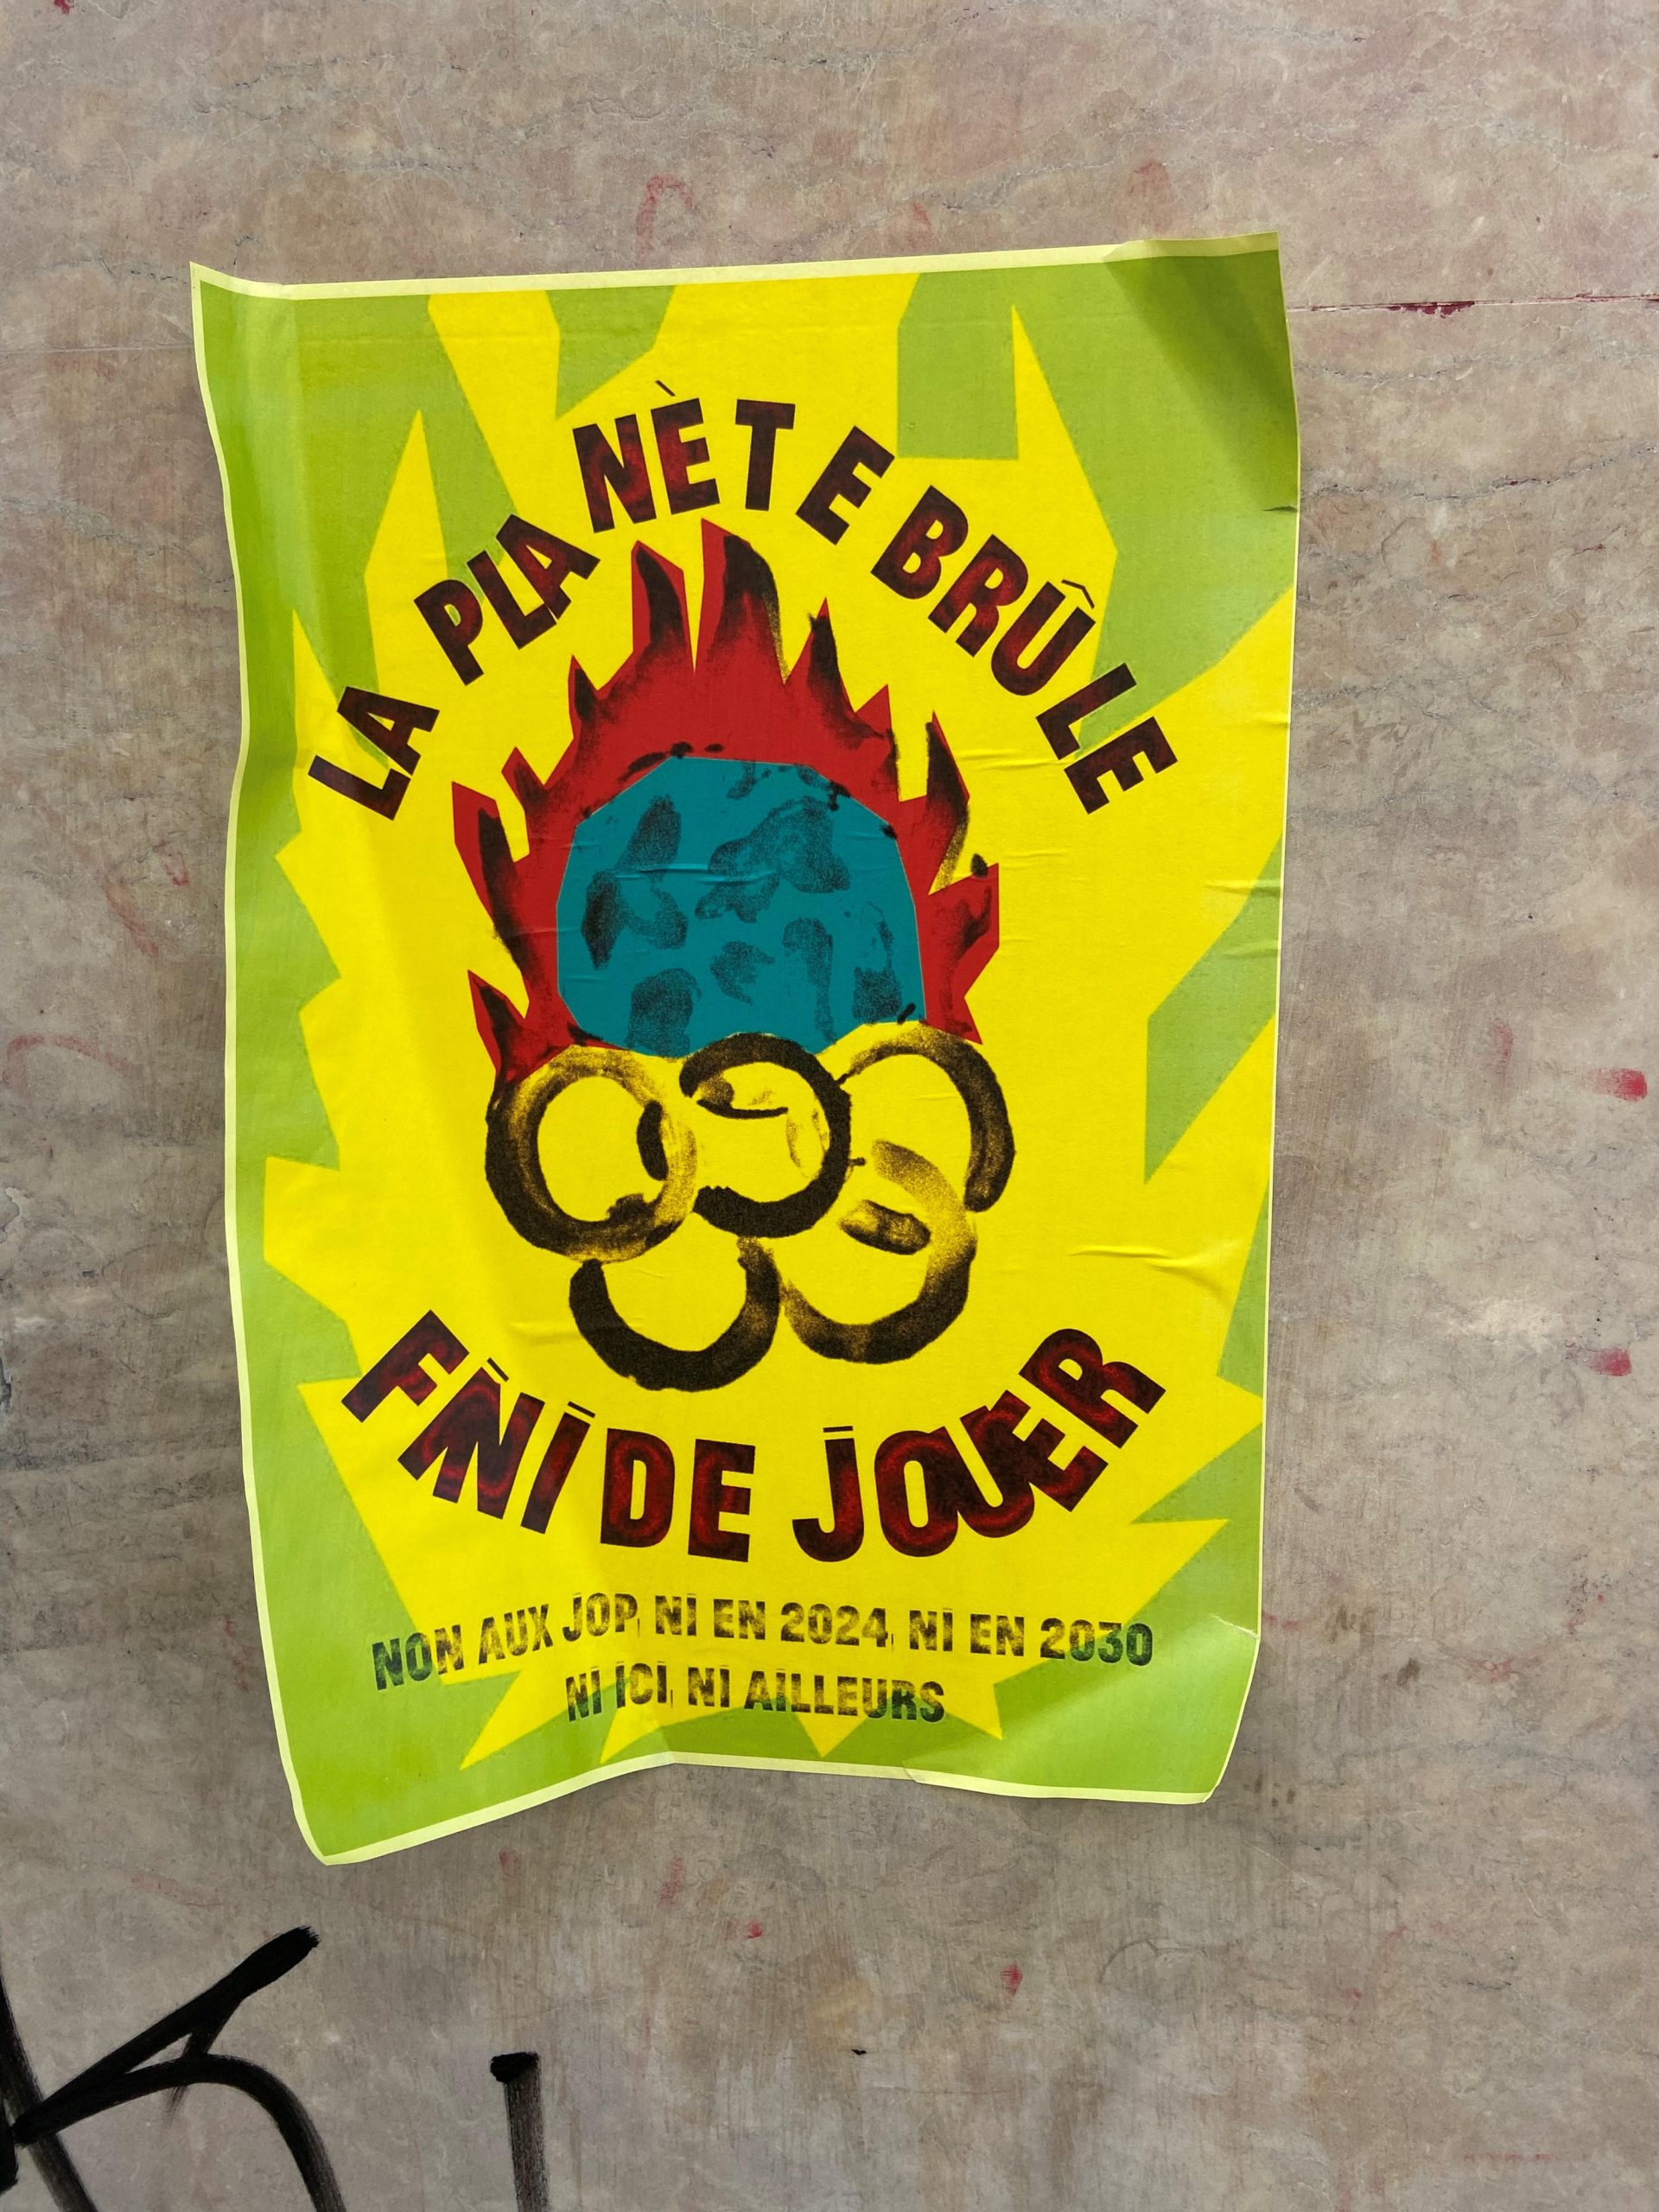 LA PLANÈTE BRÛLE
FINI DE JOUER
NON AUX JOP, NI EN 2024, NI EN 2030
NI ICI, NI AILLEURS